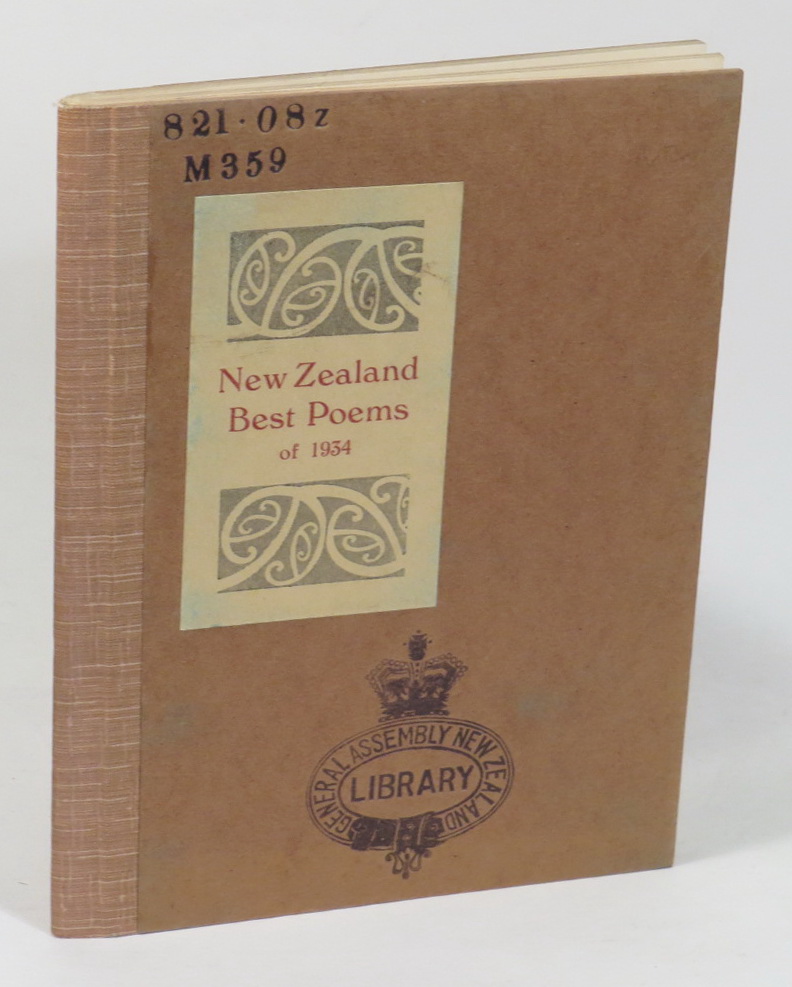 821·08z
M359
New Zealand
Best Poems
of 1934
GENERAL ASSEMBLY NEW ZEALAND
LIBRARY